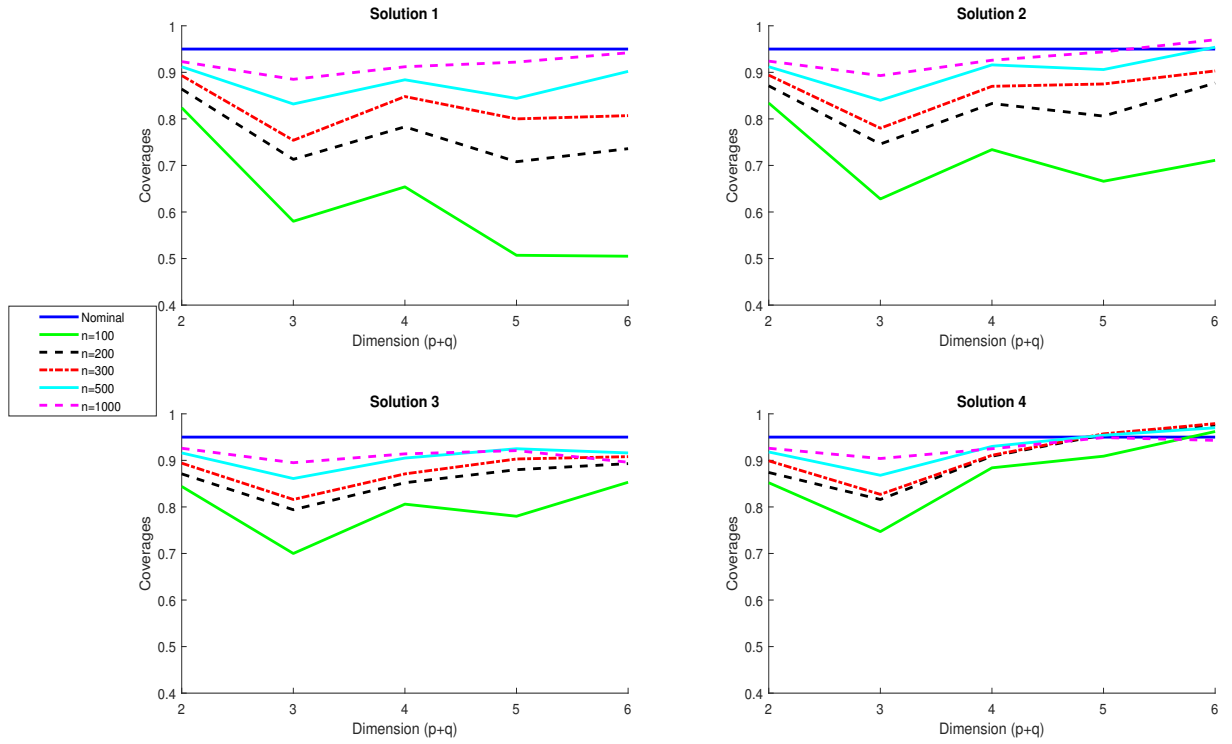 Solution 1
1
0.9
0.8
0.7
0.6
0.5
0.4
Coverages
2 3 4 5 6
Dimension (p+q)
Solution 2
1
0.9
0.8
0.7
0.6
0.5
0.4
Coverages
2 3 4 5 6
Dimension (p+q)
Nominal
n=100
n=200
n=300
n=500
n=1000
Solution 3
1
0.9
0.8
0.7
0.6
0.5
0.4
Coverages
2 3 4 5 6
Dimension (p+q)
Solution 4
1
0.9
0.8
0.7
0.6
0.5
0.4
Coverages
2 3 4 5 6
Dimension (p+q)